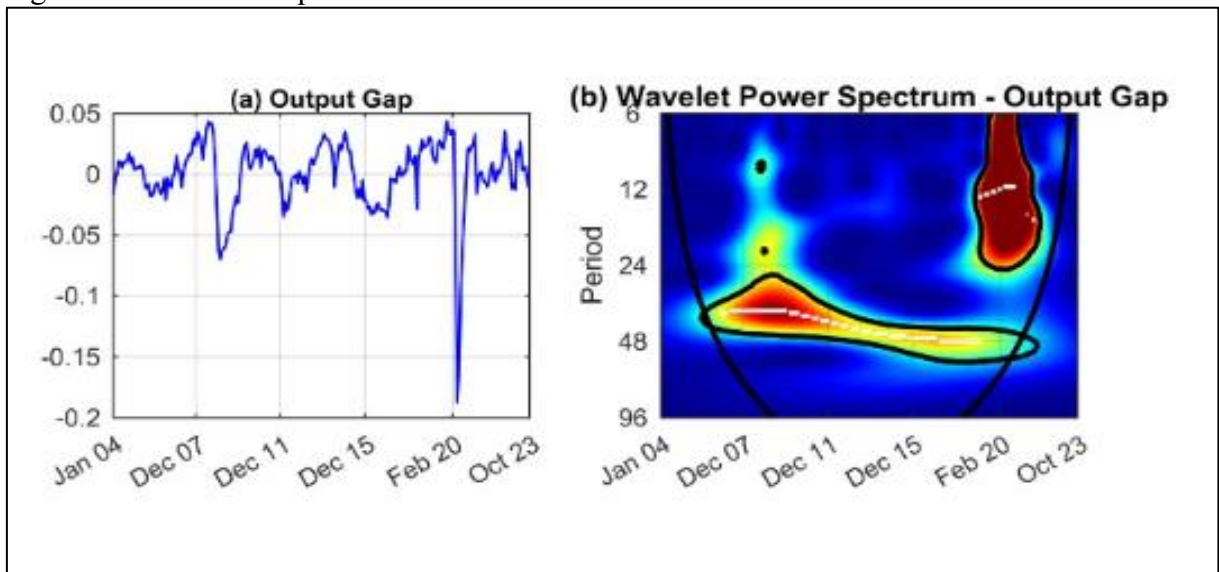 (a) Output Gap
0.05
0
-0.05
-0.1
-0.15
-0.2
Jan 04
Dec 07
Dec 11
Dec 15
Feb 20
Oct 23
(b) Wavelet Power Spectrum - Output Gap
Period
6
12
24
48
96
Jan 04
Dec 07
Dec 11
Dec 15
Feb 20
Oct 23